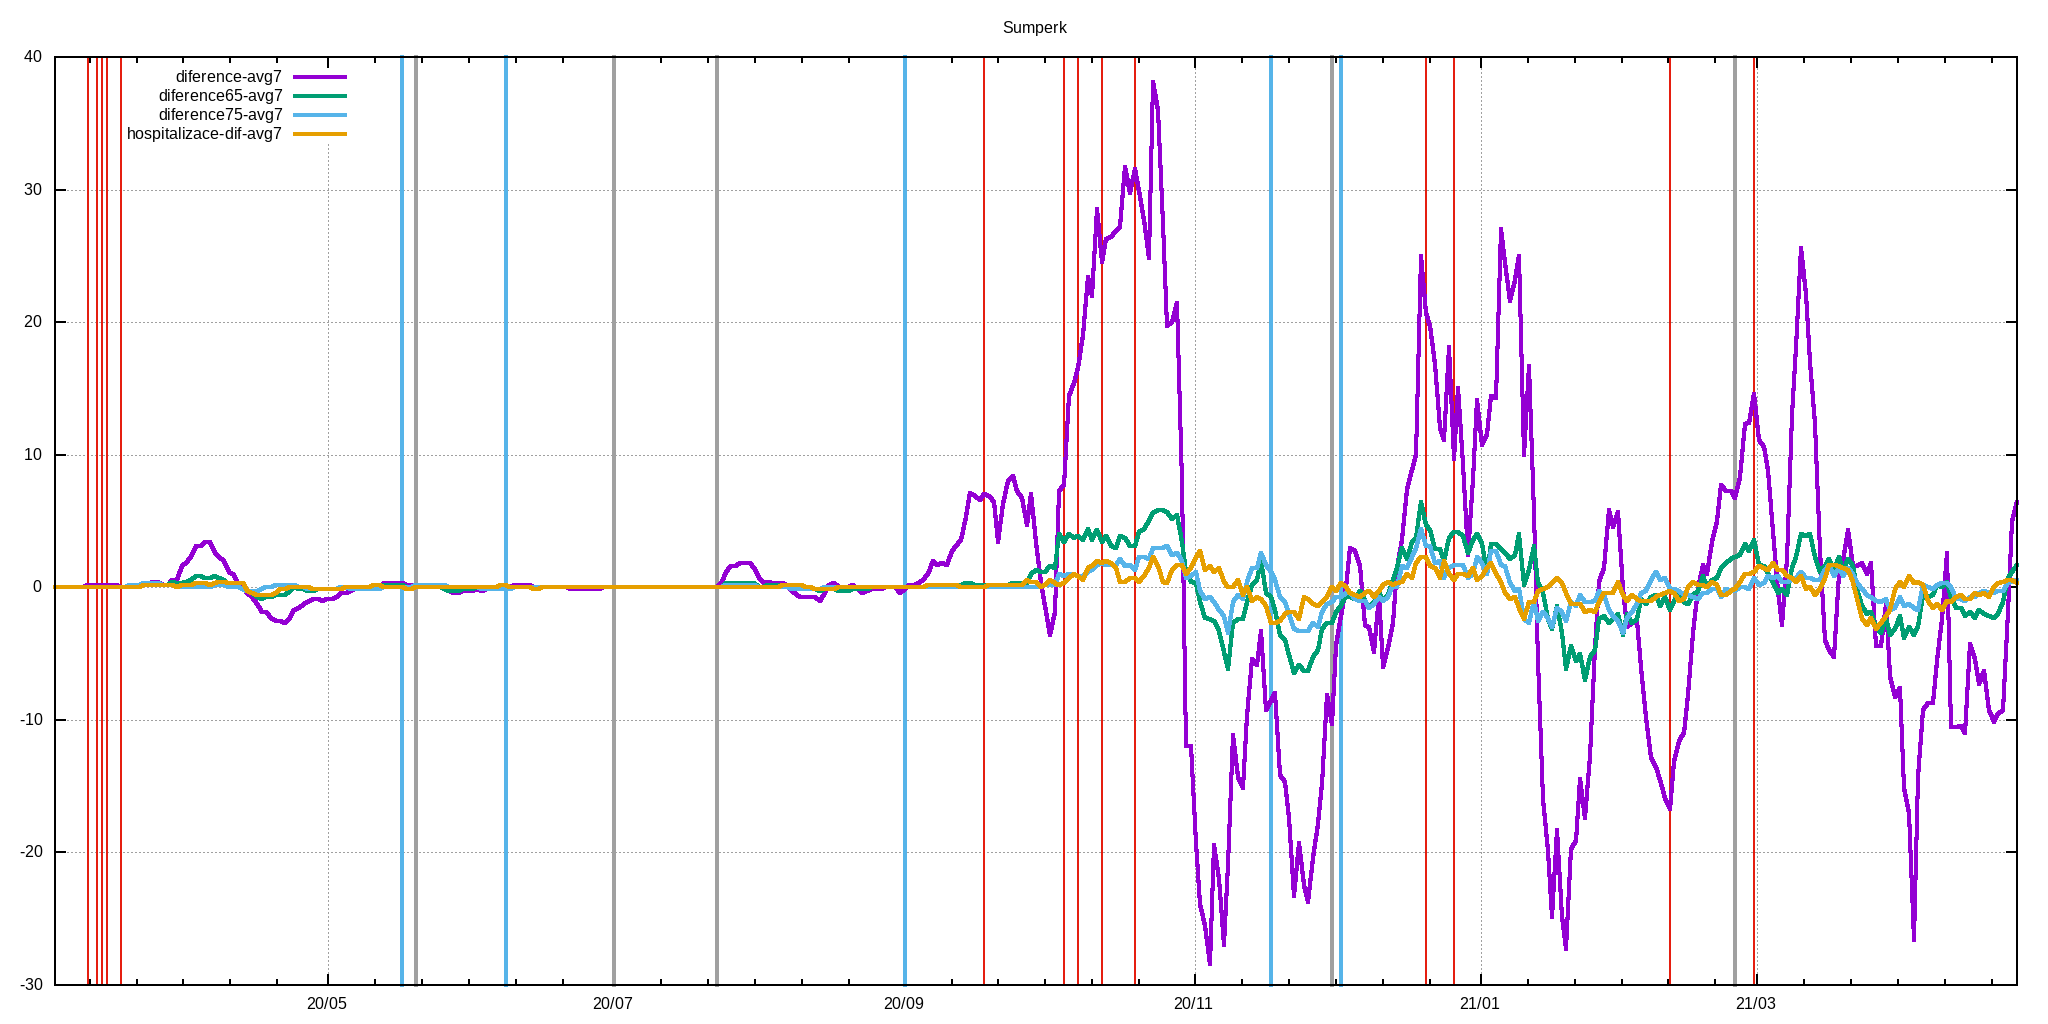 Sumperk
diference-avg7
diference65-avg7
diference75-avg7
hospitalizace-dif-avg7
40
30
20
10
0
-10
-20
-30
20/05
20/07
20/09
20/11
21/01
21/03